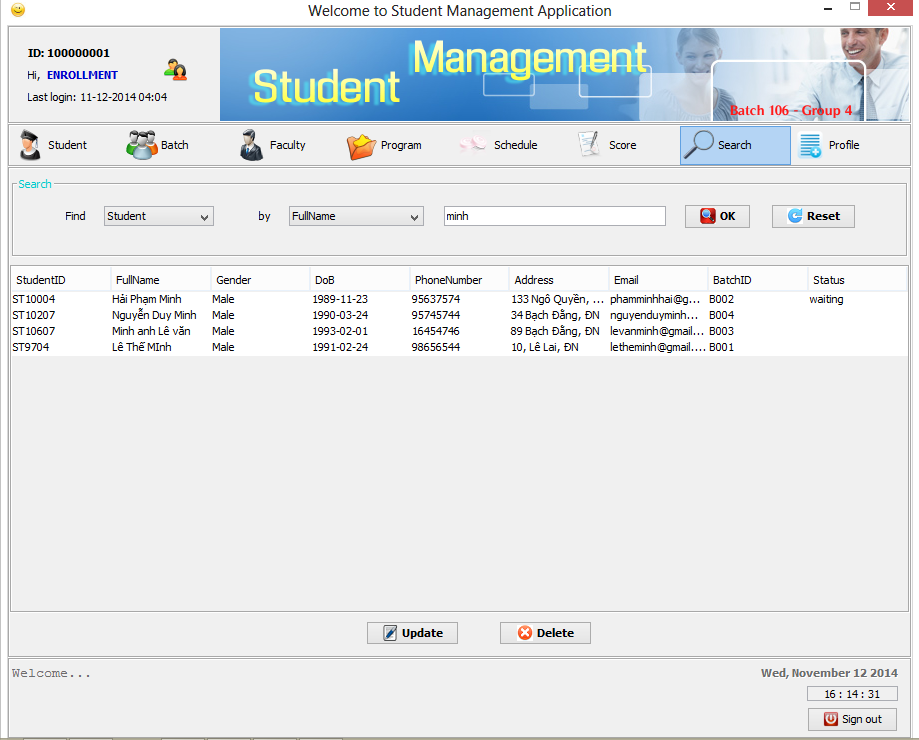 Welcome to Student Management Application
ID: 100000001
Hi, ENROLLMENT
Last login: 11-12-2014 04:04
Student Management
Batch 106 - Group 4
Student Batch Faculty Program Schedule Score Search Profile
Search
Find Student by FullName minh OK Reset
StudentID FullName Gender DoB PhoneNumber Address Email BatchID Status
ST10004 Hải Phạm Minh Male 1989-11-23 95637574 133 Ngô Quyền, ... phamminhhai@g... B002 waiting
ST10207 Nguyễn Duy Minh Male 1990-03-24 95745744 34 Bạch Đằng, ĐN nguyenduyminh... B004
ST10607 Minh anh Lê văn Male 1993-02-01 16454746 89 Bạch Đằng, ĐN levanminh@gmail... B003
ST9704 Lê Thế MInh Male 1991-02-24 98656544 10, Lê Lai, ĐN letheminh@gmail.... B001
Update Delete
Welcome...
Wed, November 12 2014
16 : 14 : 31
Sign out